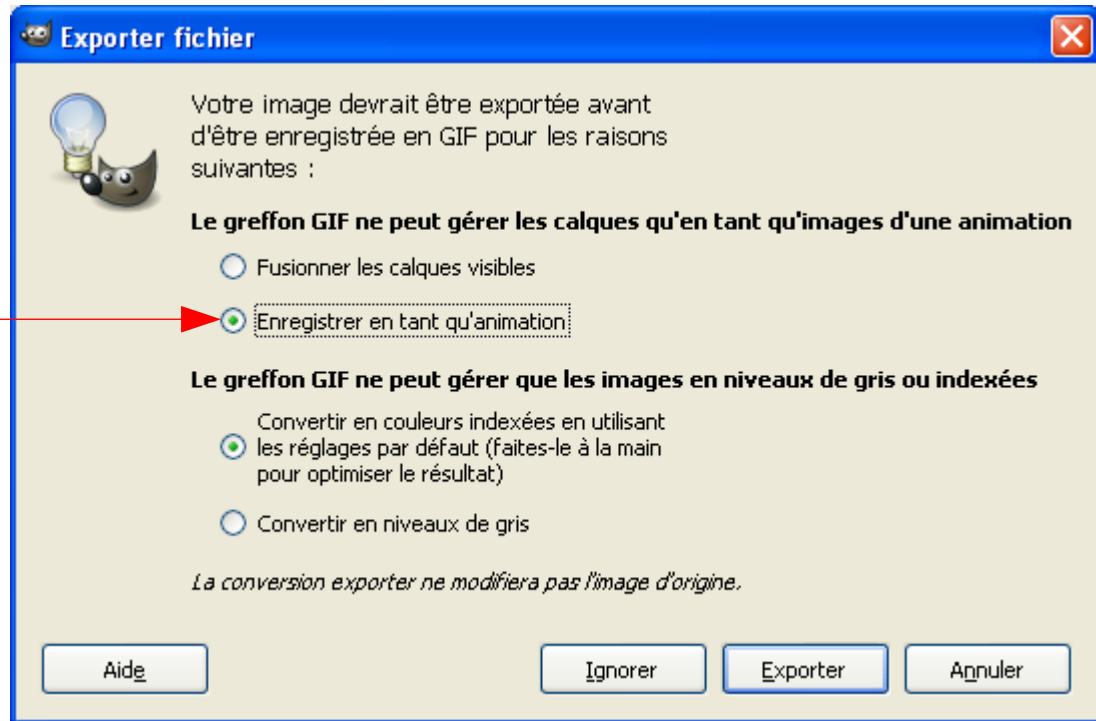 Exporter fichier
Votre image devrait être exportée avant
d'être enregistrée en GIF pour les raisons
suivantes :
Le greffon GIF ne peut gérer les calques qu'en tant qu'images d'une animation
Fusionner les calques visibles
Enregistrer en tant qu'animation
Le greffon GIF ne peut gérer que les images en niveaux de gris ou indexées
Convertir en couleurs indexées en utilisant
les réglages par défaut (faites-le à la main
pour optimiser le résultat)
Convertir en niveaux de gris
La conversion exporter ne modifiera pas l'image d'origine.
Aide Ignorer Exporter Annuler